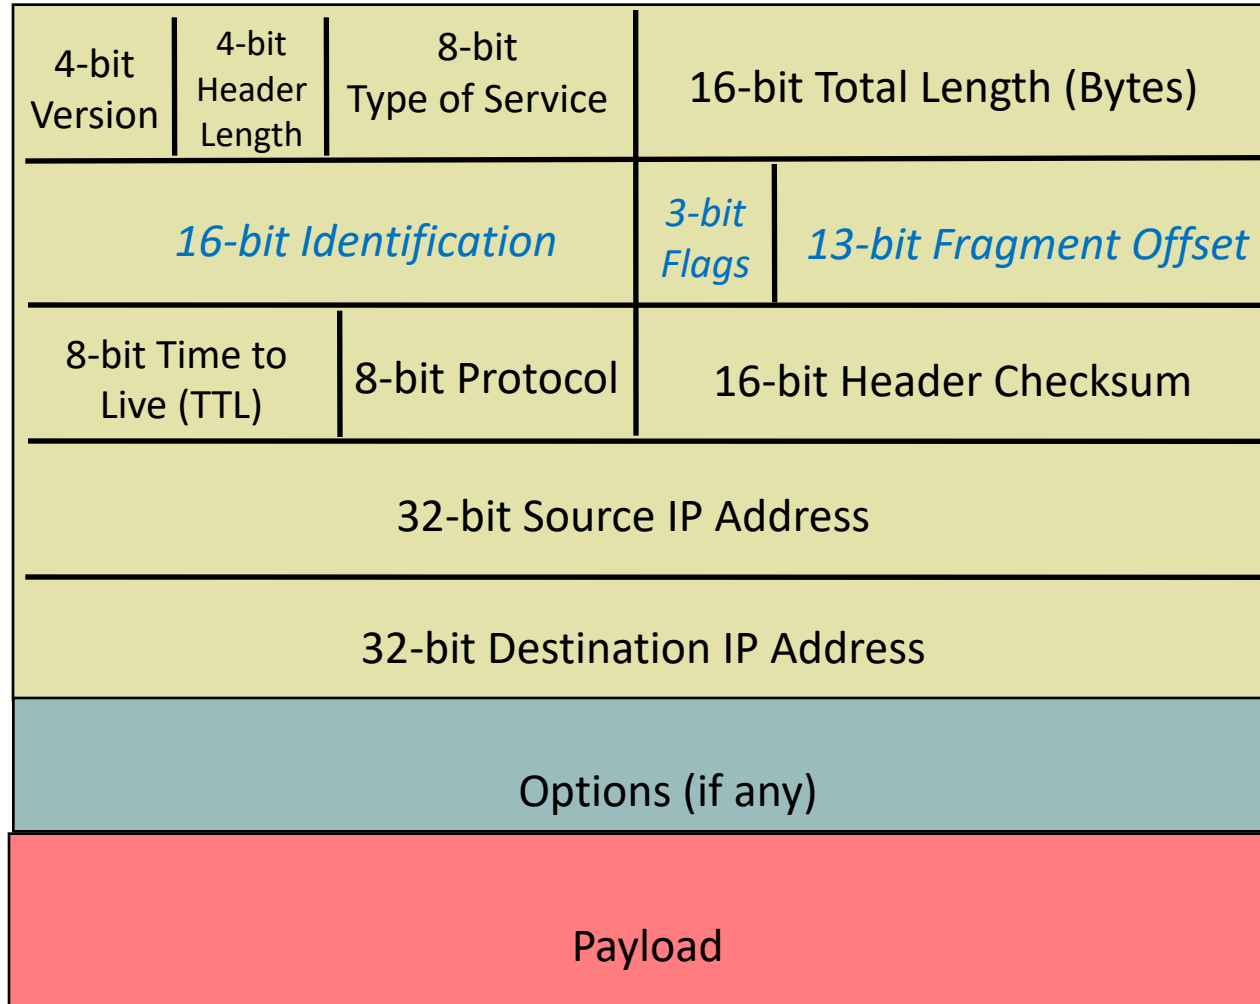 4-bit
Version
4-bit
Header
Length
8-bit
Type of Service
16-bit Total Length (Bytes)
16-bit Identification
3-bit
Flags
13-bit Fragment Offset
8-bit Time to
Live (TTL)
8-bit Protocol
16-bit Header Checksum
32-bit Source IP Address
32-bit Destination IP Address
Options (if any)
Payload